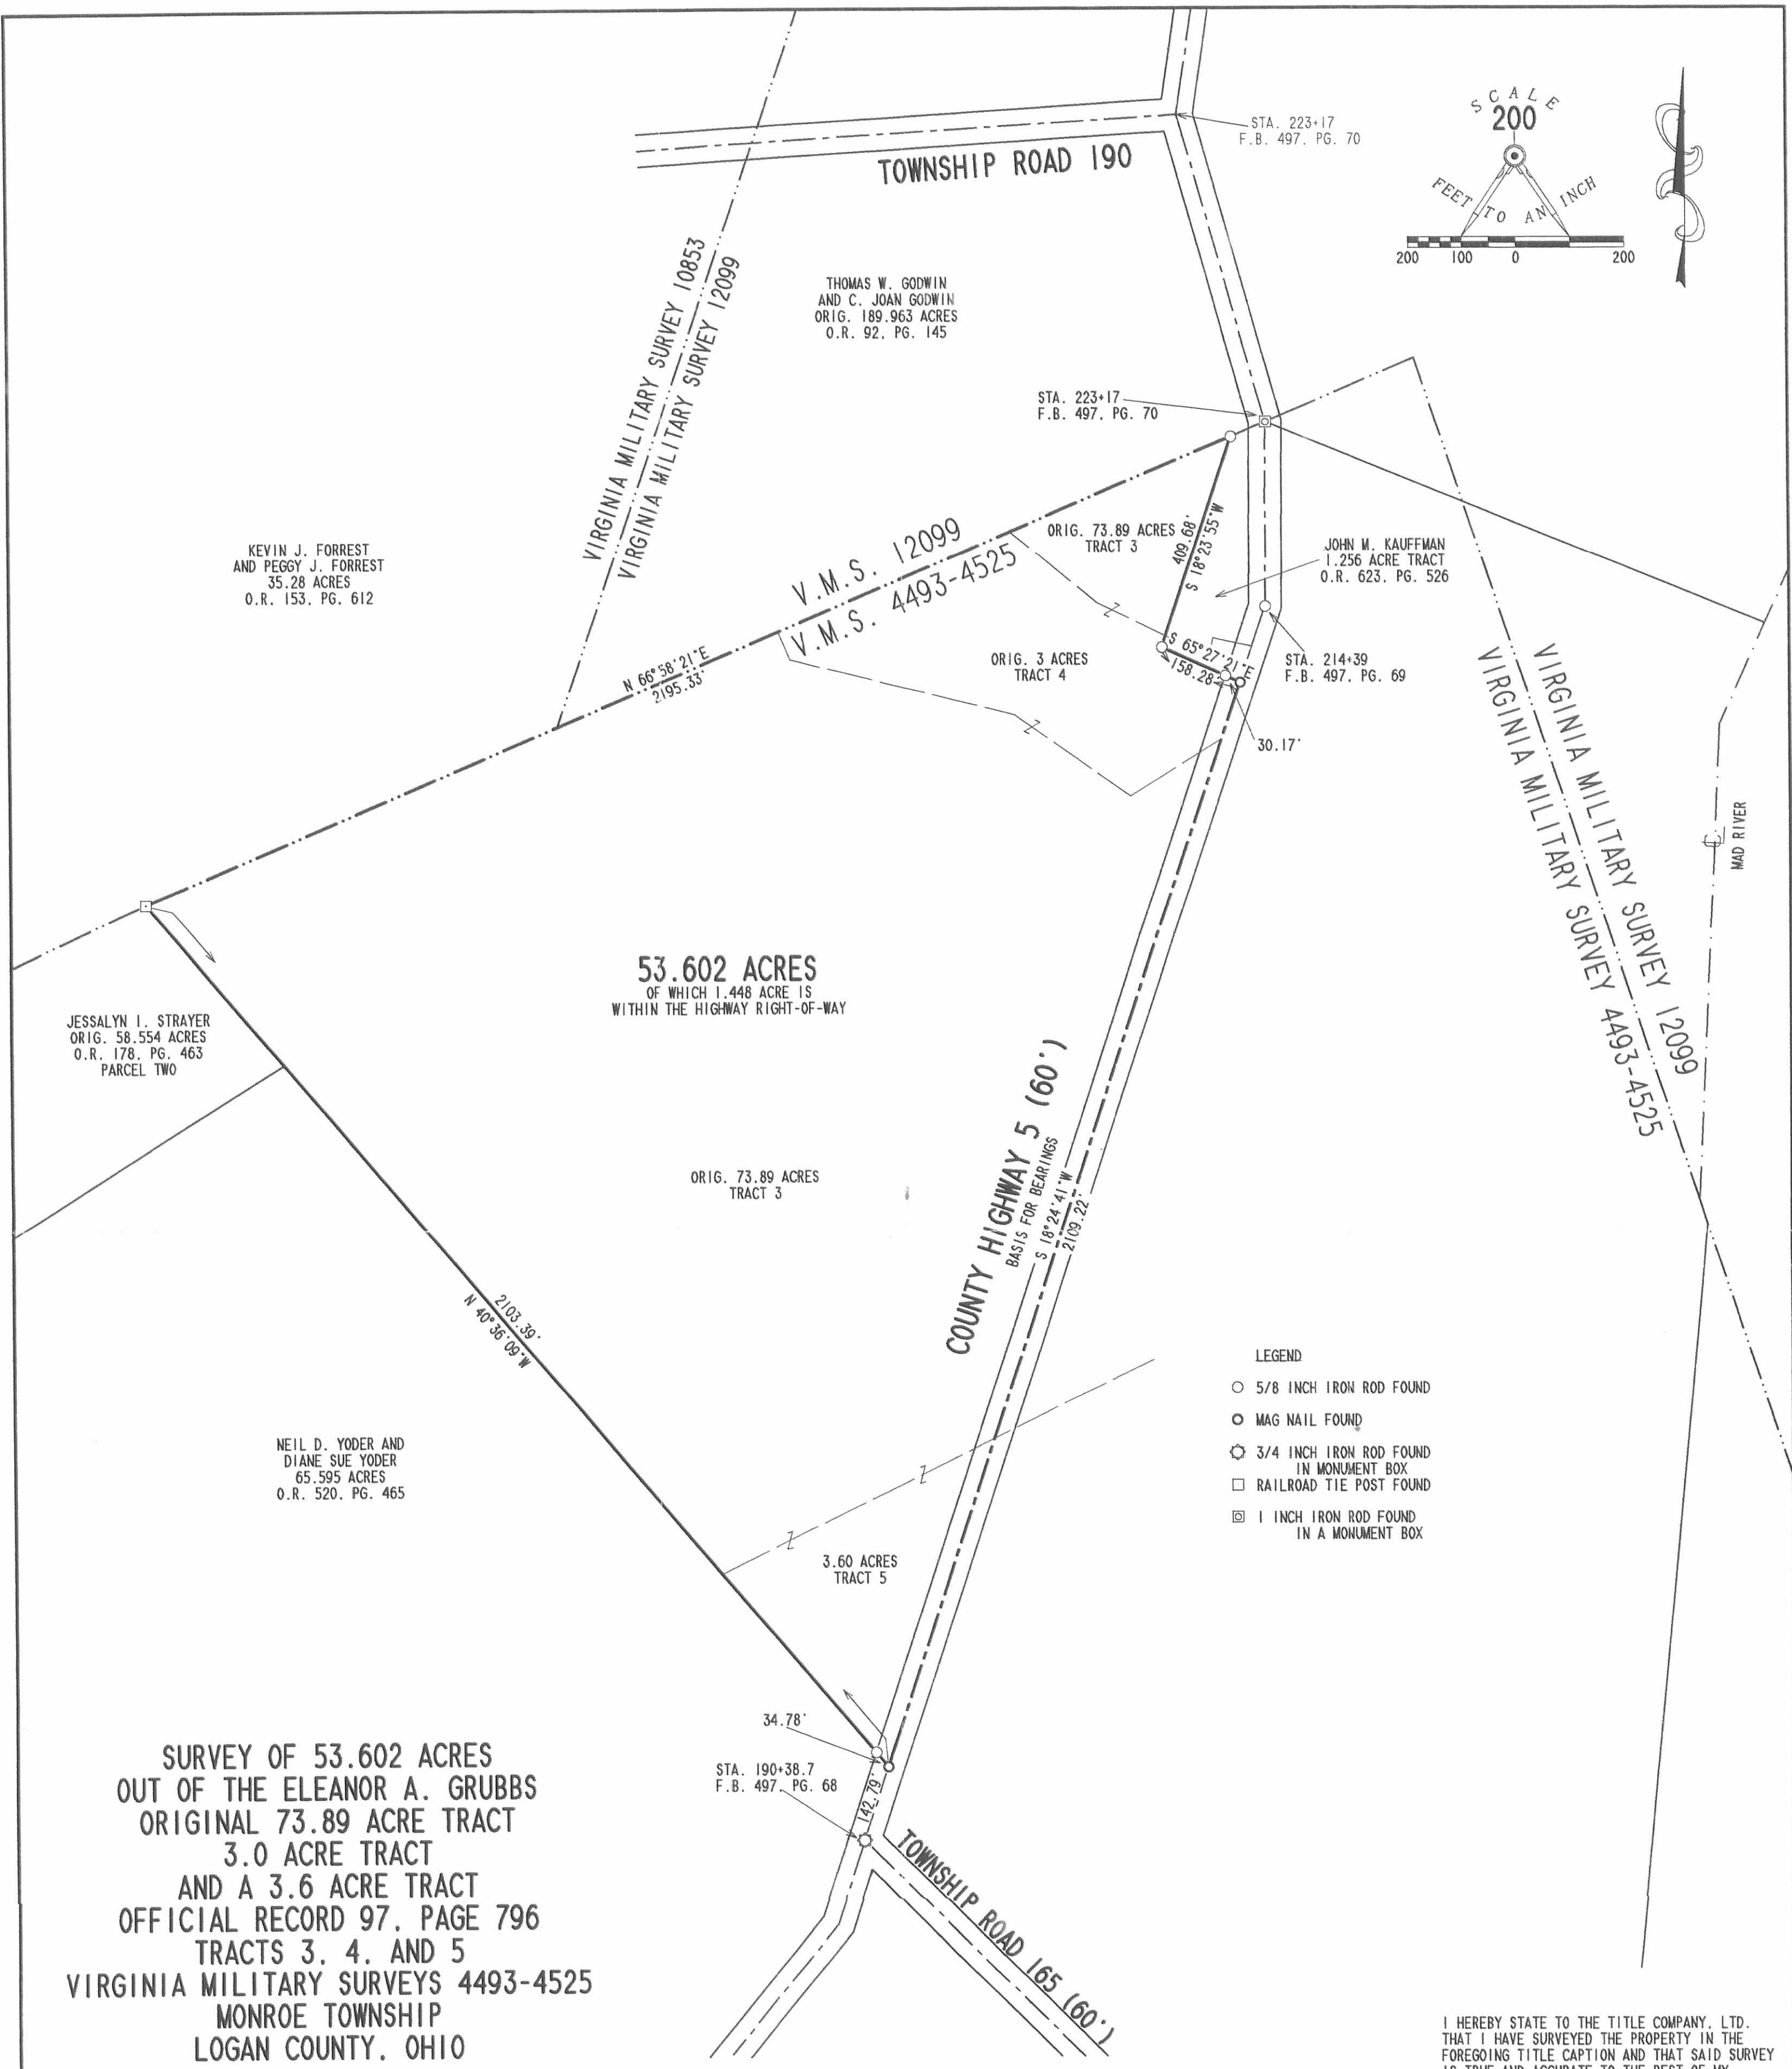 SCALE
200
FEET TO AN INCH
200 100 0 200
STA. 223+17
F.B. 497, PG. 70
TOWNSHIP ROAD 190
VIRGINIA MILITARY SURVEY 10853
VIRGINIA MILITARY SURVEY 12099
THOMAS W. GODWIN
AND C. JOAN GODWIN
ORIG. 189.963 ACRES
O.R. 92, PG. 145
STA. 223+17
F.B. 497, PG. 70
KEVIN J. FORREST
AND PEGGY J. FORREST
35.28 ACRES
O.R. 153, PG. 612
V.M.S. 12099
V.M.S. 4493-4525
N 66°58'21"E
2195.33'
ORIG. 73.89 ACRES
TRACT 3
409.68'
S 18°23'55"W
JOHN M. KAUFFMAN
1.256 ACRE TRACT
O.R. 623, PG. 526
ORIG. 3 ACRES
TRACT 4
S 65°27'21"E
158.28'
STA. 214+39
F.B. 497, PG. 69
30.17'
VIRGINIA MILITARY SURVEY 12099
VIRGINIA MILITARY SURVEY 4493-4525
MAD RIVER
53.602 ACRES
OF WHICH 1.448 ACRE IS
WITHIN THE HIGHWAY RIGHT-OF-WAY
JESSALYN I. STRAYER
ORIG. 58.554 ACRES
O.R. 178, PG. 463
PARCEL TWO
ORIG. 73.89 ACRES
TRACT 3
COUNTY HIGHWAY 5 (60')
BASIS FOR BEARINGS
S 18°24'41"W
2109.22'
2103.39'
N 40°36'09"W
NEIL D. YODER AND
DIANE SUE YODER
65.595 ACRES
O.R. 520, PG. 465
LEGEND
5/8 INCH IRON ROD FOUND
MAG NAIL FOUND
3/4 INCH IRON ROD FOUND
IN MONUMENT BOX
RAILROAD TIE POST FOUND
1 INCH IRON ROD FOUND
IN A MONUMENT BOX
3.60 ACRES
TRACT 5
34.78'
STA. 190+38.7
F.B. 497, PG. 68
142.79'
TOWNSHIP ROAD 165 (60')
SURVEY OF 53.602 ACRES
OUT OF THE ELEANOR A. GRUBBS
ORIGINAL 73.89 ACRE TRACT
3.0 ACRE TRACT
AND A 3.6 ACRE TRACT
OFFICIAL RECORD 97, PAGE 796
TRACTS 3, 4, AND 5
VIRGINIA MILITARY SURVEYS 4493-4525
MONROE TOWNSHIP
LOGAN COUNTY, OHIO
I HEREBY STATE TO THE TITLE COMPANY, LTD.
THAT I HAVE SURVEYED THE PROPERTY IN THE
FOREGOING TITLE CAPTION AND THAT SAID SURVEY
IS TRUE AND ACCURATE TO THE BEST OF MY